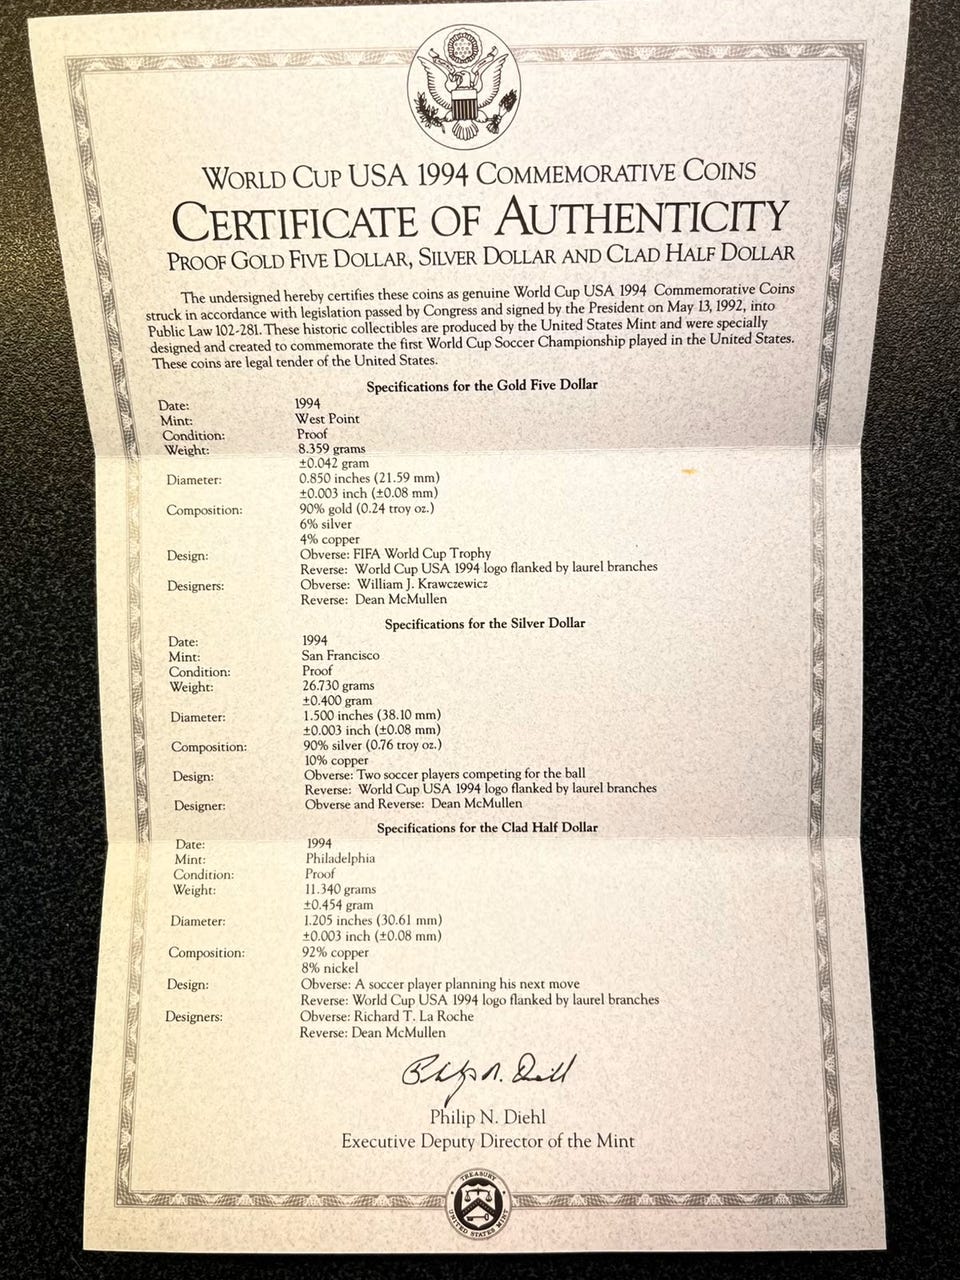 WORLD CUP USA 1994 COMMEMORATIVE COINS
CERTIFICATE OF AUTHENTICITY
PROOF GOLD FIVE DOLLAR, SILVER DOLLAR AND CLAD HALF DOLLAR
The undersigned hereby certifies these coins as genuine World Cup USA 1994 Commemorative Coins
struck in accordance with legislation passed by Congress and signed by the President on May 13, 1992, into
Public Law 102-281. These historic collectibles are produced by the United States Mint and were specially
designed and created to commemorate the first World Cup Soccer Championship played in the United States.
These coins are legal tender of the United States.
Specifications for the Gold Five Dollar
Date: 1994
Mint: West Point
Condition: Proof
Weight: 8.359 grams
±0.042 gram
Diameter: 0.850 inches (21.59 mm)
±0.003 inch (±0.08 mm)
Composition: 90% gold (0.24 troy oz.)
6% silver
4% copper
Design: Obverse: FIFA World Cup Trophy
Reverse: World Cup USA 1994 logo flanked by laurel branches
Designers: Obverse: William J. Krawczewicz
Reverse: Dean McMullen
Specifications for the Silver Dollar
Date: 1994
Mint: San Francisco
Condition: Proof
Weight: 26.730 grams
±0.400 gram
Diameter: 1.500 inches (38.10 mm)
±0.003 inch (±0.08 mm)
Composition: 90% silver (0.76 troy oz.)
10% copper
Design: Obverse: Two soccer players competing for the ball
Reverse: World Cup USA 1994 logo flanked by laurel branches
Designer: Obverse and Reverse: Dean McMullen
Specifications for the Clad Half Dollar
Date: 1994
Mint: Philadelphia
Condition: Proof
Weight: 11.340 grams
±0.454 gram
Diameter: 1.205 inches (30.61 mm)
±0.003 inch (±0.08 mm)
Composition: 92% copper
8% nickel
Design: Obverse: A soccer player planning his next move
Reverse: World Cup USA 1994 logo flanked by laurel branches
Designers: Obverse: Richard T. La Roche
Reverse: Dean McMullen
Philip N. Diehl
Philip N. Diehl
Executive Deputy Director of the Mint
TREASURY
UNITED STATES MINT